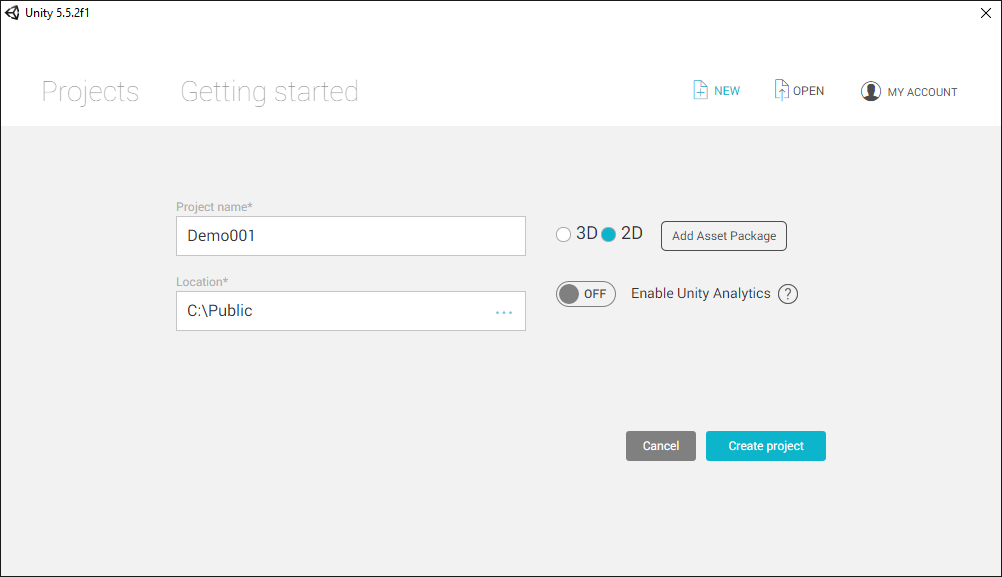 Unity 5.5.2f1
Projects Getting started NEW OPEN MY ACCOUNT
Project name*
Demo001
3D 2D Add Asset Package
Location*
C:\Public ...
OFF Enable Unity Analytics ?
Cancel Create project